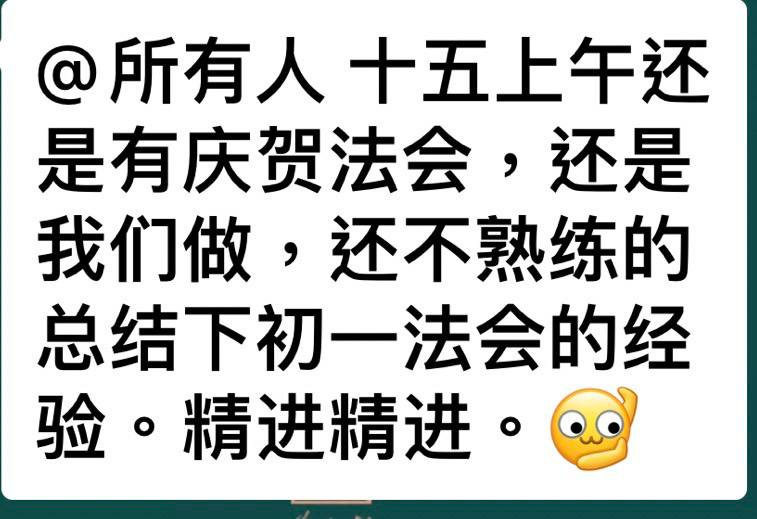 @所有人 十五上午还
是有庆贺法会，还是
我们做，还不熟练的
总结下初一法会的经
验。精进精进。